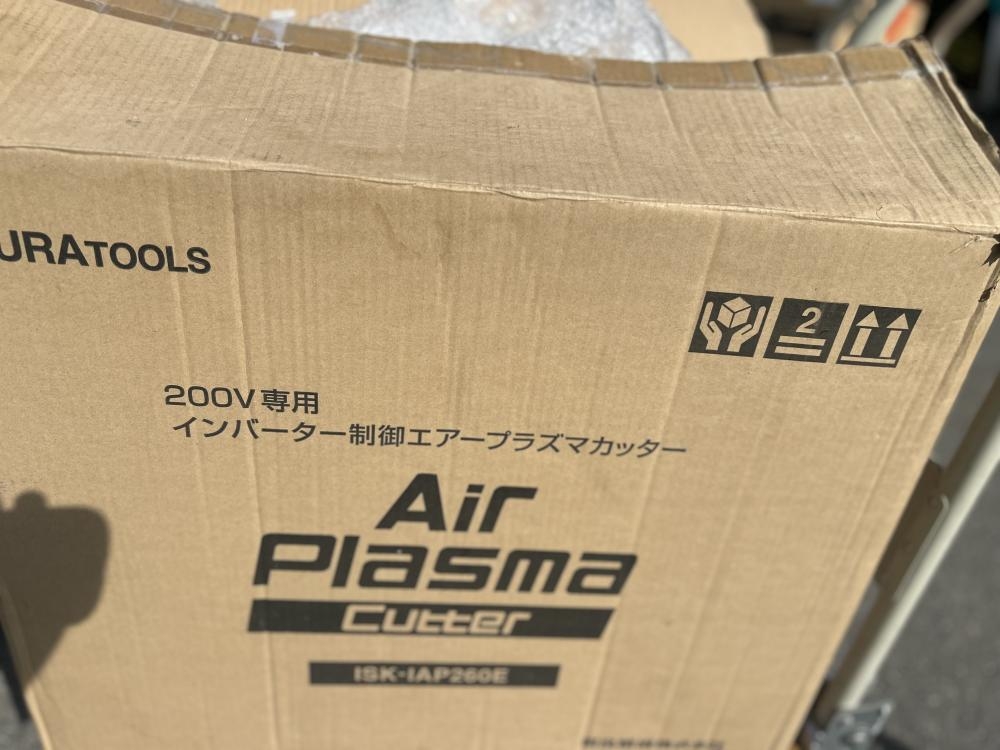 URATOOLS
2
200V専用
インバーター制御エアープラズマカッター
Air
Plasma
Cutter
ISK-IAP260E